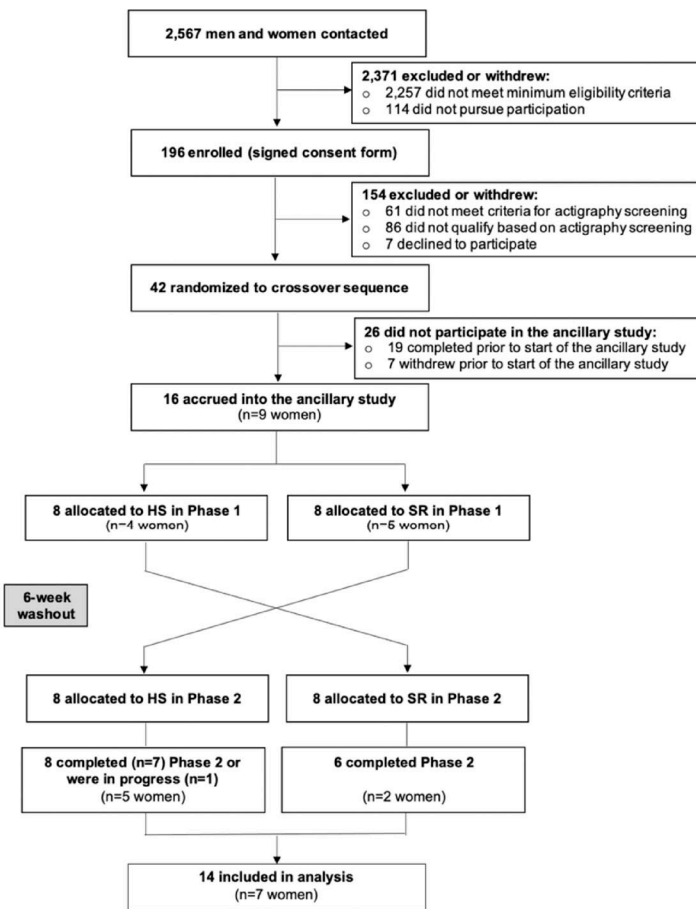 2,567 men and women contacted
2,371 excluded or withdrew:
o 2,257 did not meet minimum eligibility criteria
o 114 did not pursue participation
196 enrolled (signed consent form)
154 excluded or withdrew:
o 61 did not meet criteria for actigraphy screening
o 86 did not qualify based on actigraphy screening
o 7 declined to participate
42 randomized to crossover sequence
26 did not participate in the ancillary study:
o 19 completed prior to start of the ancillary study
o 7 withdrew prior to start of the ancillary study
16 accrued into the ancillary study
(n=9 women)
8 allocated to HS in Phase 1
(n=4 women)
8 allocated to SR in Phase 1
(n=5 women)
6-week
washout
8 allocated to HS in Phase 2
8 allocated to SR in Phase 2
8 completed (n=7) Phase 2 or
were in progress (n=1)
(n=5 women)
6 completed Phase 2
(n=2 women)
14 included in analysis
(n=7 women)